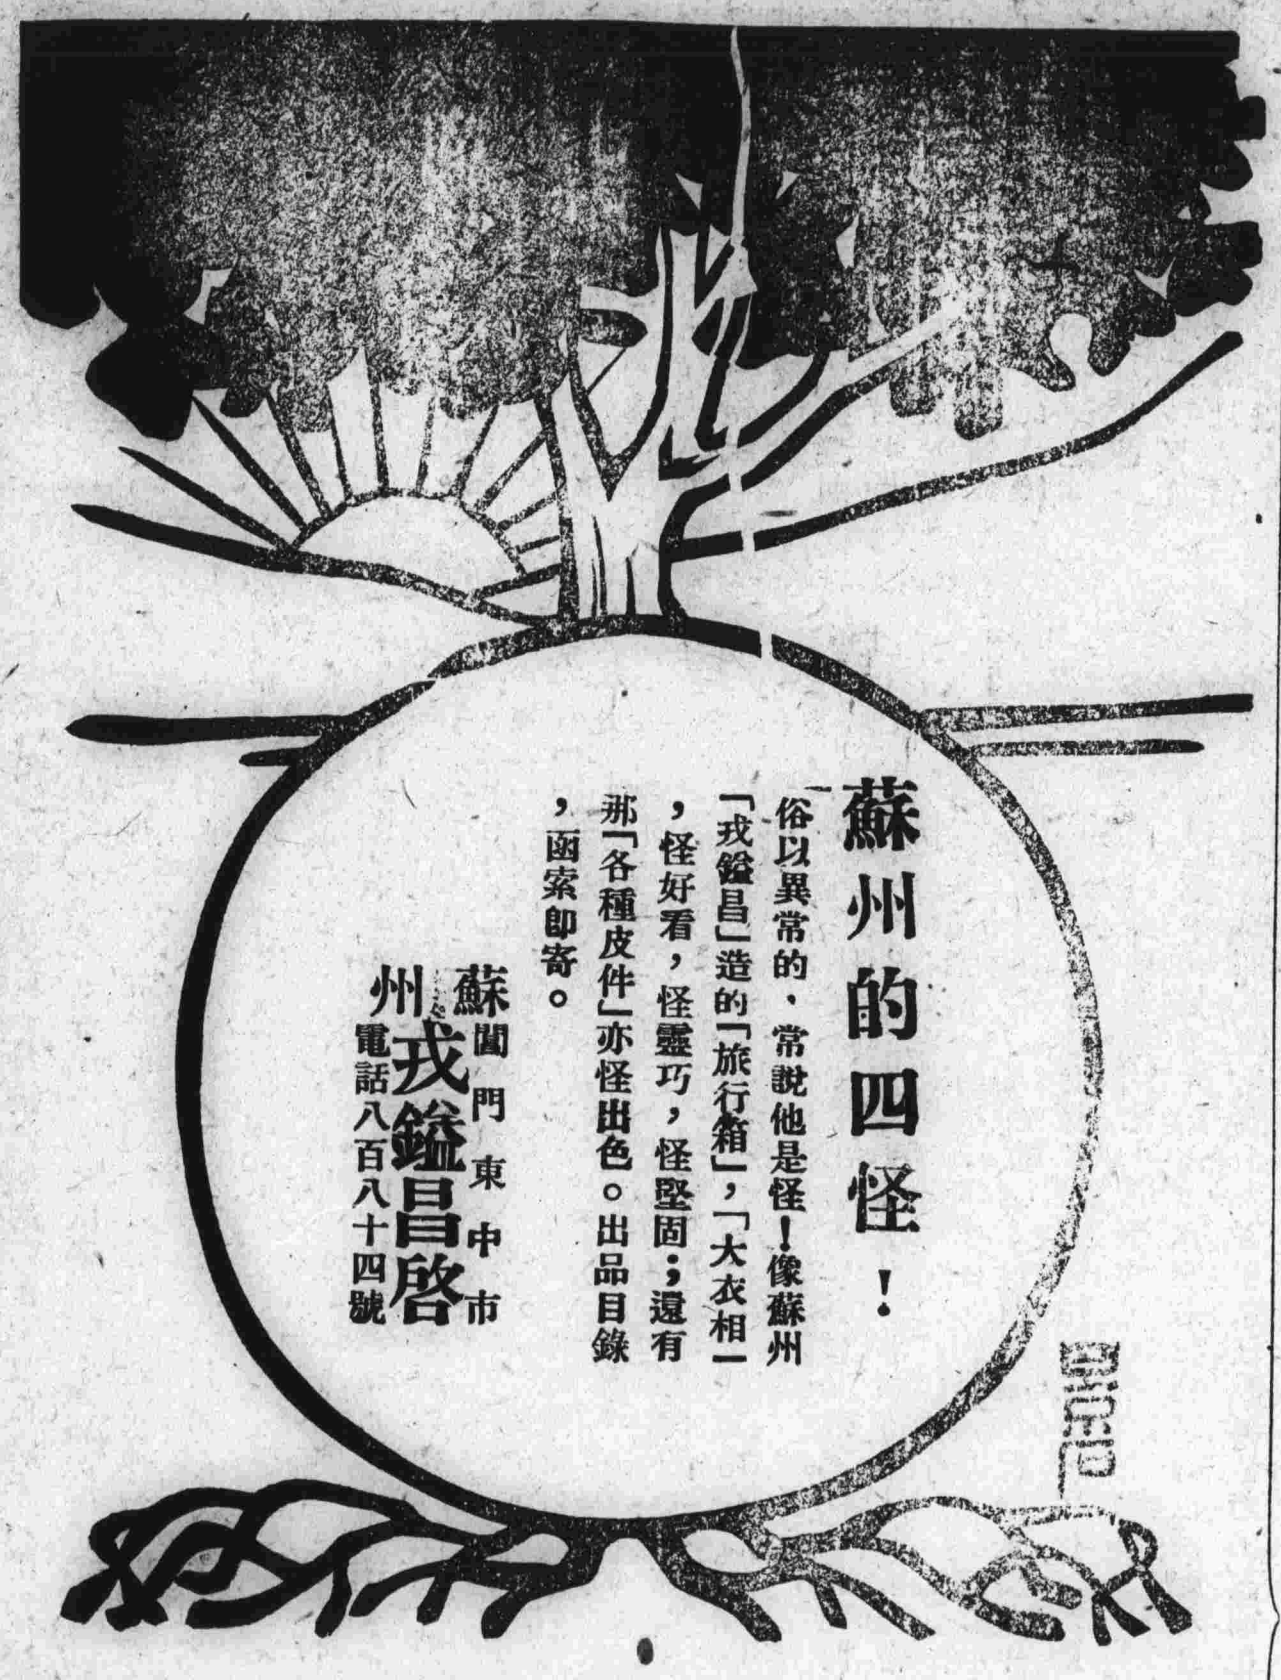 蘇州的四怪！
俗以異常的．常說他是怪！像蘇州
「戎鎰昌」造的「旅行箱」，「大衣相一
，怪好看，怪靈巧，怪堅固；還有
那「各種皮件」亦怪出色。出品目錄
，函索即寄。
蘇州
閶門東中市
戎鎰昌啓
電話八百八十四號